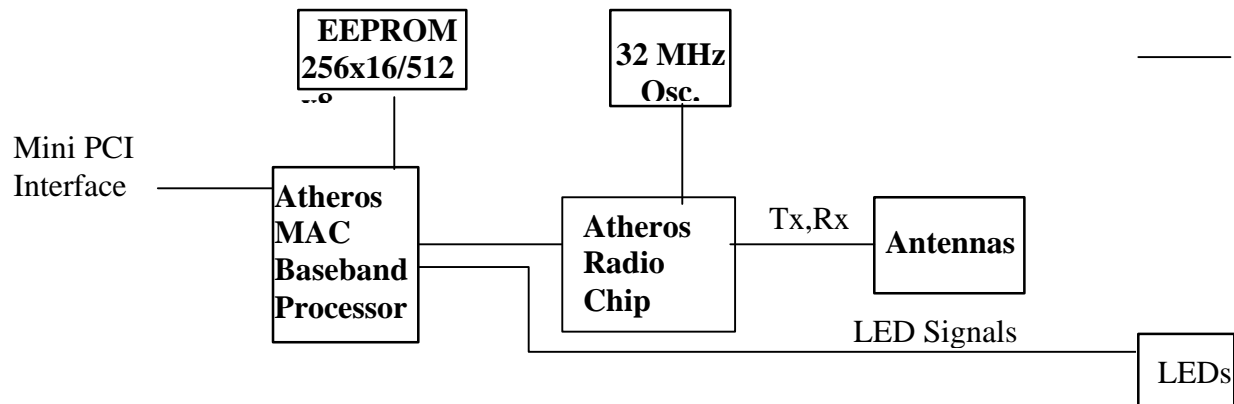 EEPROM
256x16/512
x8
32 MHz
Osc.
Mini PCI
Interface
Atheros
MAC
Baseband
Processor
Atheros
Radio
Chip
Tx,Rx
Antennas
LED Signals
LEDs